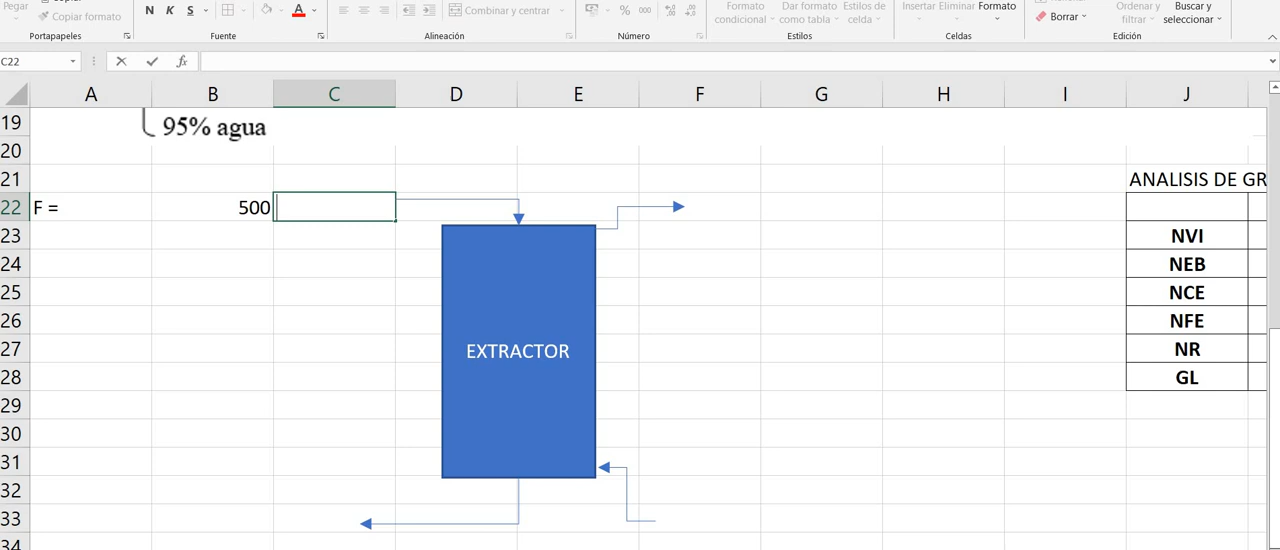 Pegar
Copiar formato
N K S
A
Combinar y centrar
% 000
Formato condicional
Dar formato como tabla
Estilos de celda
Insertar Eliminar Formato
Borrar
Ordenar y filtrar
Buscar y seleccionar
Portapapeles Fuente Alineación Número Estilos Celdas Edición
C22 fx
A B C D E F G H I J
19 95% agua
20
21 ANALISIS DE GR
22 F = 500
23 NVI
24 NEB
25 NCE
26 NFE
27 EXTRACTOR NR
28 GL
29
30
31
32
33
34